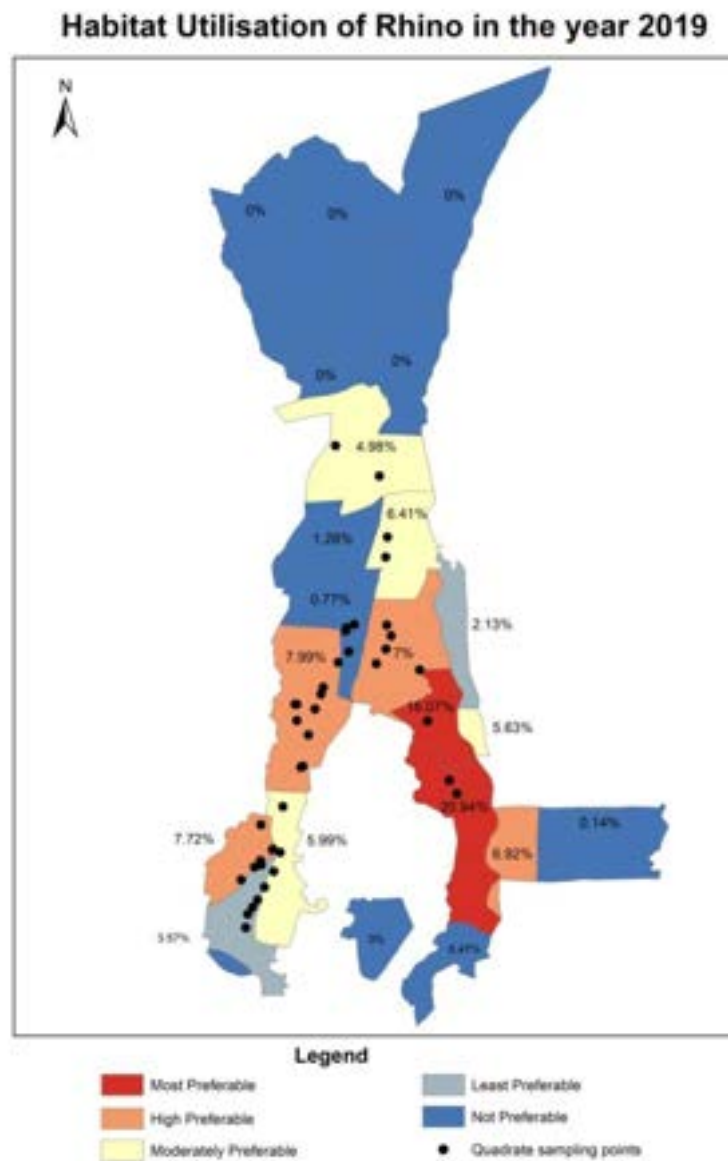 Habitat Utilisation of Rhino in the year 2019
N
0%
0%
0%
0%
0%
4.98%
6.41%
1.28%
0.77%
2.13%
7.99%
7%
16.07%
5.63%
20.94%
0.14%
7.72%
5.99%
6.92%
0%
Legend
Most Preferable
Least Preferable
High Preferable
Not Preferable
Moderately Preferable
Quadrate sampling points